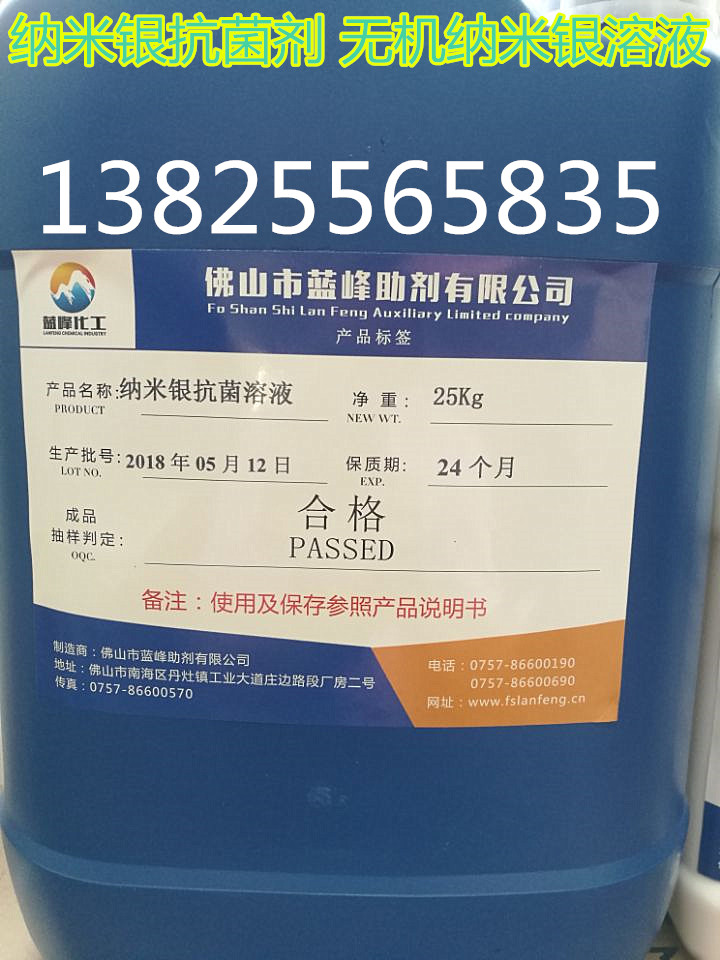 纳米银抗菌剂 无机纳米银溶液
13825565835
蓝峰化工
LANFENG CHEMICAL INDUSTRY
佛山市蓝峰助剂有限公司
Fo Shan Shi Lan Feng Auxiliary Limited company
产品标签
产品名称:纳米银抗菌溶液
PRODUCT
净 重: 25Kg
NEW WT.
生产批号:2018 年 05 月 12 日
LOT NO.
保质期: 24 个月
EXP.
成品
抽样判定:
OQC.
合格
PASSED
备注:使用及保存参照产品说明书
制造商:佛山市蓝峰助剂有限公司
地址:佛山市南海区丹灶镇工业大道庄边路段厂房二号
传真:0757-86600570
电话:0757-86600190
0757-86600690
网址:www.fslanfeng.cn